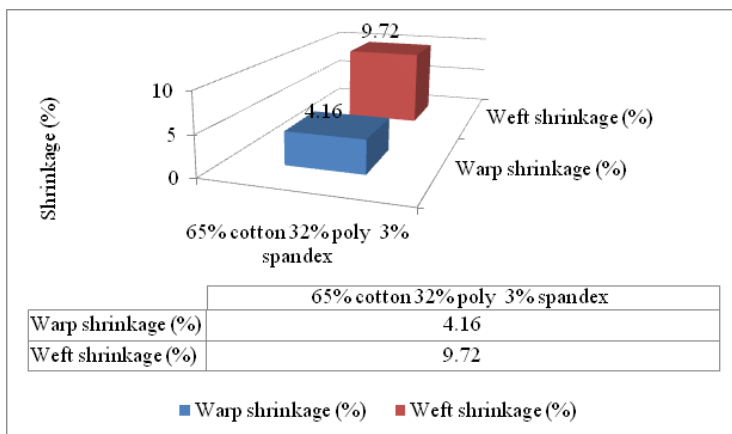 9.72
4.16
10
5
0
Shrinkage (%)
Weft shrinkage (%)
Warp shrinkage (%)
65% cotton 32% poly 3%
spandex
65% cotton 32% poly 3% spandex
Warp shrinkage (%) 4.16
Weft shrinkage (%) 9.72
Warp shrinkage (%) Weft shrinkage (%)